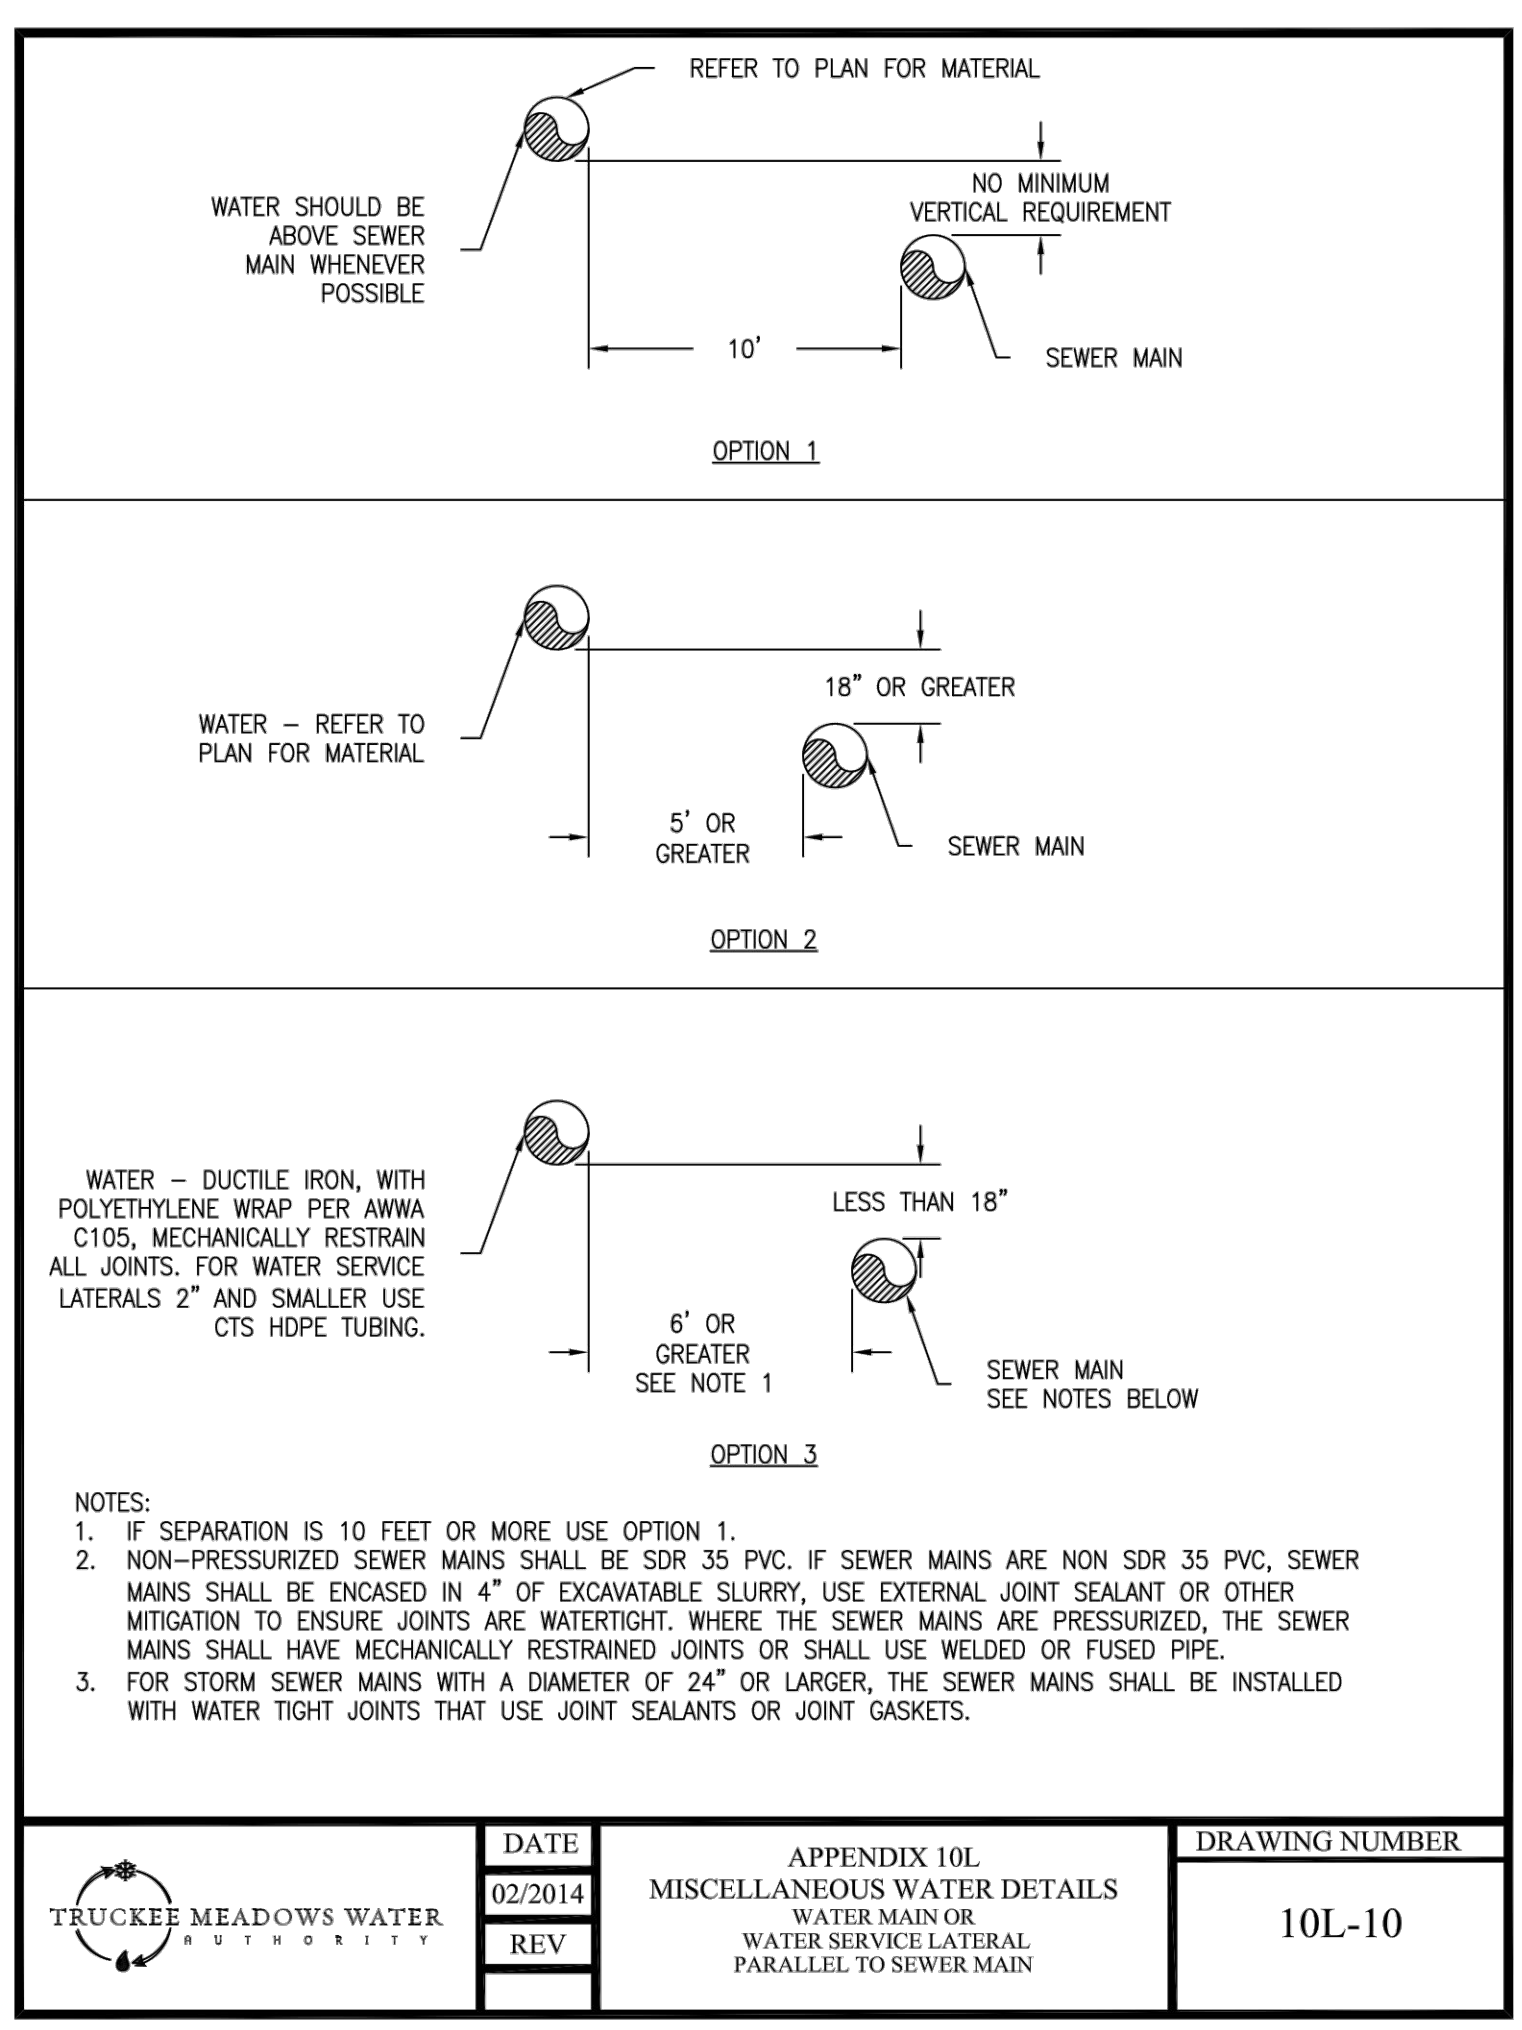 REFER TO PLAN FOR MATERIAL
WATER SHOULD BE
ABOVE SEWER
MAIN WHENEVER
POSSIBLE
NO MINIMUM
VERTICAL REQUIREMENT
10'
SEWER MAIN
OPTION 1
WATER – REFER TO
PLAN FOR MATERIAL
18" OR GREATER
5' OR
GREATER
SEWER MAIN
OPTION 2
WATER – DUCTILE IRON, WITH
POLYETHYLENE WRAP PER AWWA
C105, MECHANICALLY RESTRAIN
ALL JOINTS. FOR WATER SERVICE
LATERALS 2" AND SMALLER USE
CTS HDPE TUBING.
LESS THAN 18"
6' OR
GREATER
SEE NOTE 1
SEWER MAIN
SEE NOTES BELOW
OPTION 3
NOTES:
1. IF SEPARATION IS 10 FEET OR MORE USE OPTION 1.
2. NON–PRESSURIZED SEWER MAINS SHALL BE SDR 35 PVC. IF SEWER MAINS ARE NON SDR 35 PVC, SEWER
MAINS SHALL BE ENCASED IN 4" OF EXCAVATABLE SLURRY, USE EXTERNAL JOINT SEALANT OR OTHER
MITIGATION TO ENSURE JOINTS ARE WATERTIGHT. WHERE THE SEWER MAINS ARE PRESSURIZED, THE SEWER
MAINS SHALL HAVE MECHANICALLY RESTRAINED JOINTS OR SHALL USE WELDED OR FUSED PIPE.
3. FOR STORM SEWER MAINS WITH A DIAMETER OF 24" OR LARGER, THE SEWER MAINS SHALL BE INSTALLED
WITH WATER TIGHT JOINTS THAT USE JOINT SEALANTS OR JOINT GASKETS.
TRUCKEE MEADOWS WATER
AUTHORITY
DATE
02/2014
REV
APPENDIX 10L
MISCELLANEOUS WATER DETAILS
WATER MAIN OR
WATER SERVICE LATERAL
PARALLEL TO SEWER MAIN
DRAWING NUMBER
10L-10